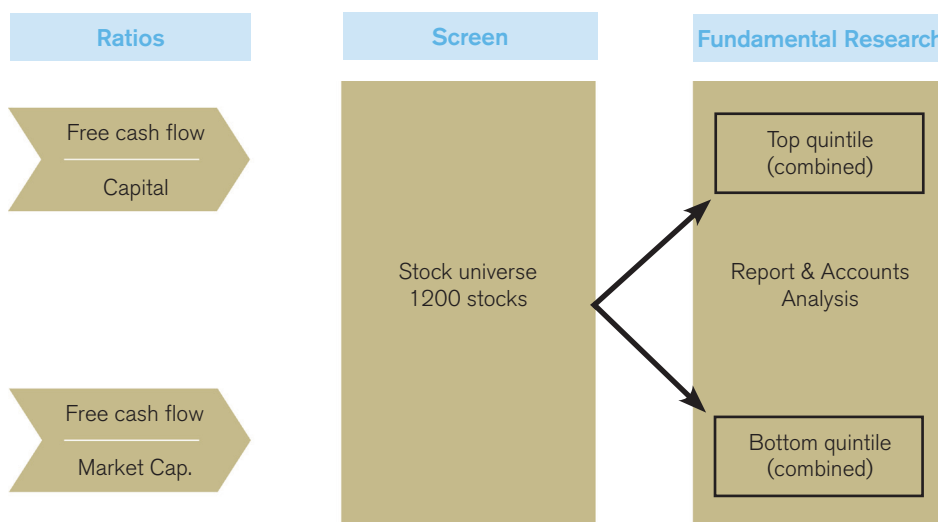 Ratios
Free cash flow
Capital
Free cash flow
Market Cap.
Screen
Stock universe
1200 stocks
Fundamental Research
Top quintile
(combined)
Report & Accounts
Analysis
Bottom quintile
(combined)